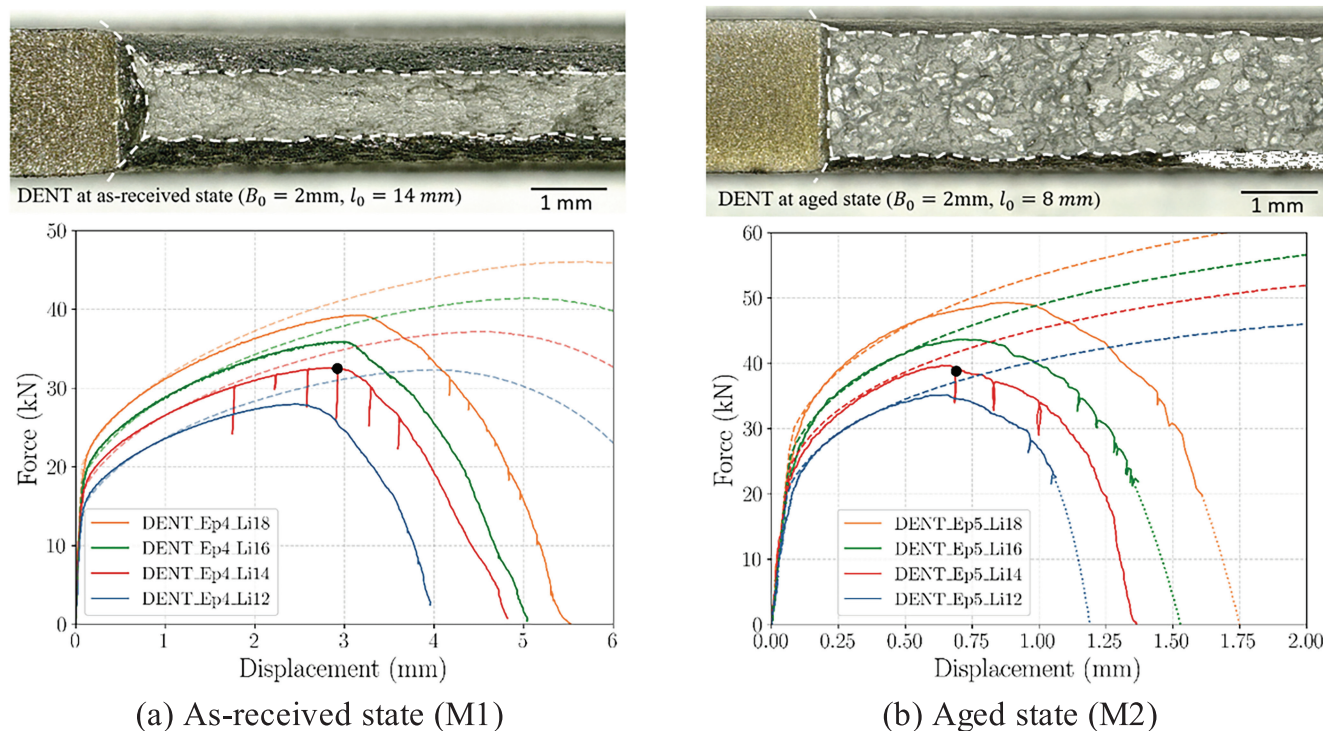 DENT at as-received state (B₀ = 2mm, l₀ = 14 mm)
1 mm
50
40
30
20
10
0
Force (kN)
DENT_Ep4_Li18
DENT_Ep4_Li16
DENT_Ep4_Li14
DENT_Ep4_Li12
0 1 2 3 4 5 6
Displacement (mm)
(a) As-received state (M1)
DENT at aged state (B₀ = 2mm, l₀ = 8 mm)
1 mm
60
50
40
30
20
10
0
Force (kN)
DENT_Ep5_Li18
DENT_Ep5_Li16
DENT_Ep5_Li14
DENT_Ep5_Li12
0.00 0.25 0.50 0.75 1.00 1.25 1.50 1.75 2.00
Displacement (mm)
(b) Aged state (M2)